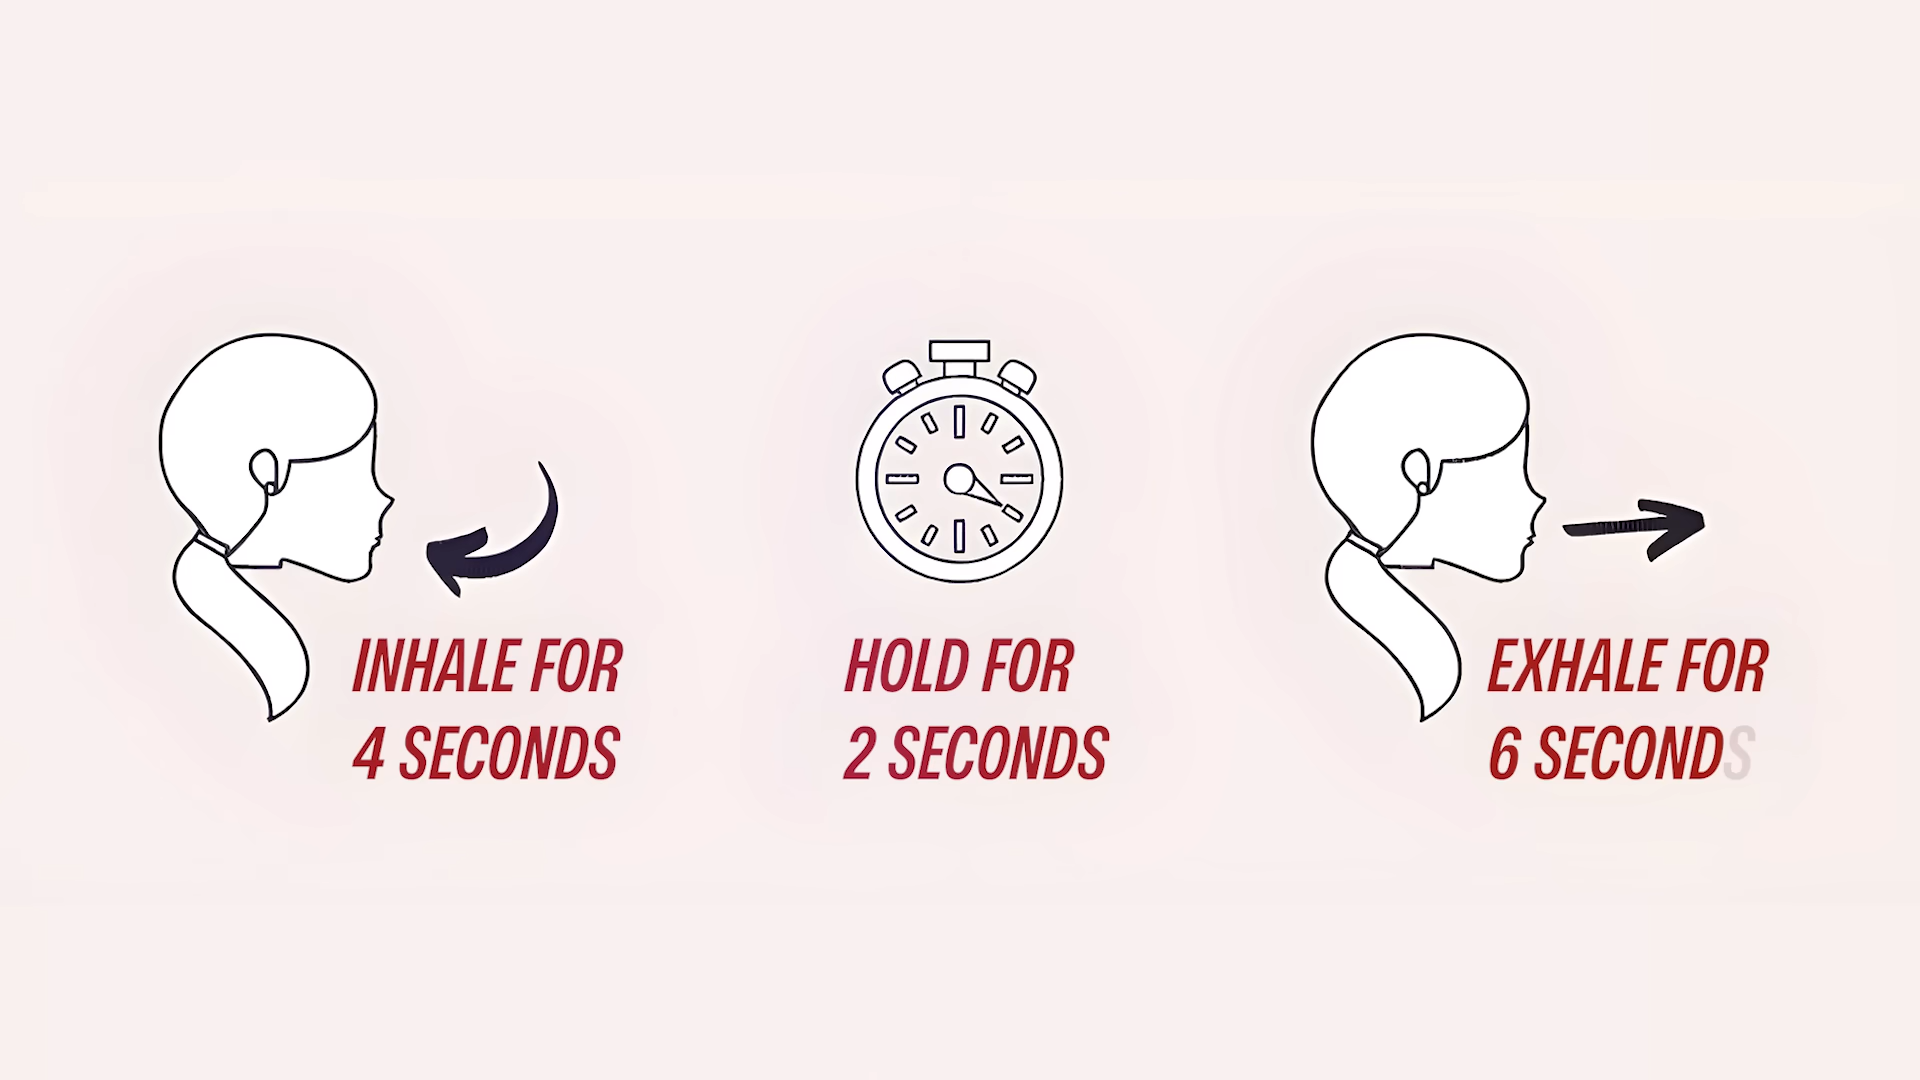 INHALE FOR
4 SECONDS
HOLD FOR
2 SECONDS
EXHALE FOR
6 SECONDS